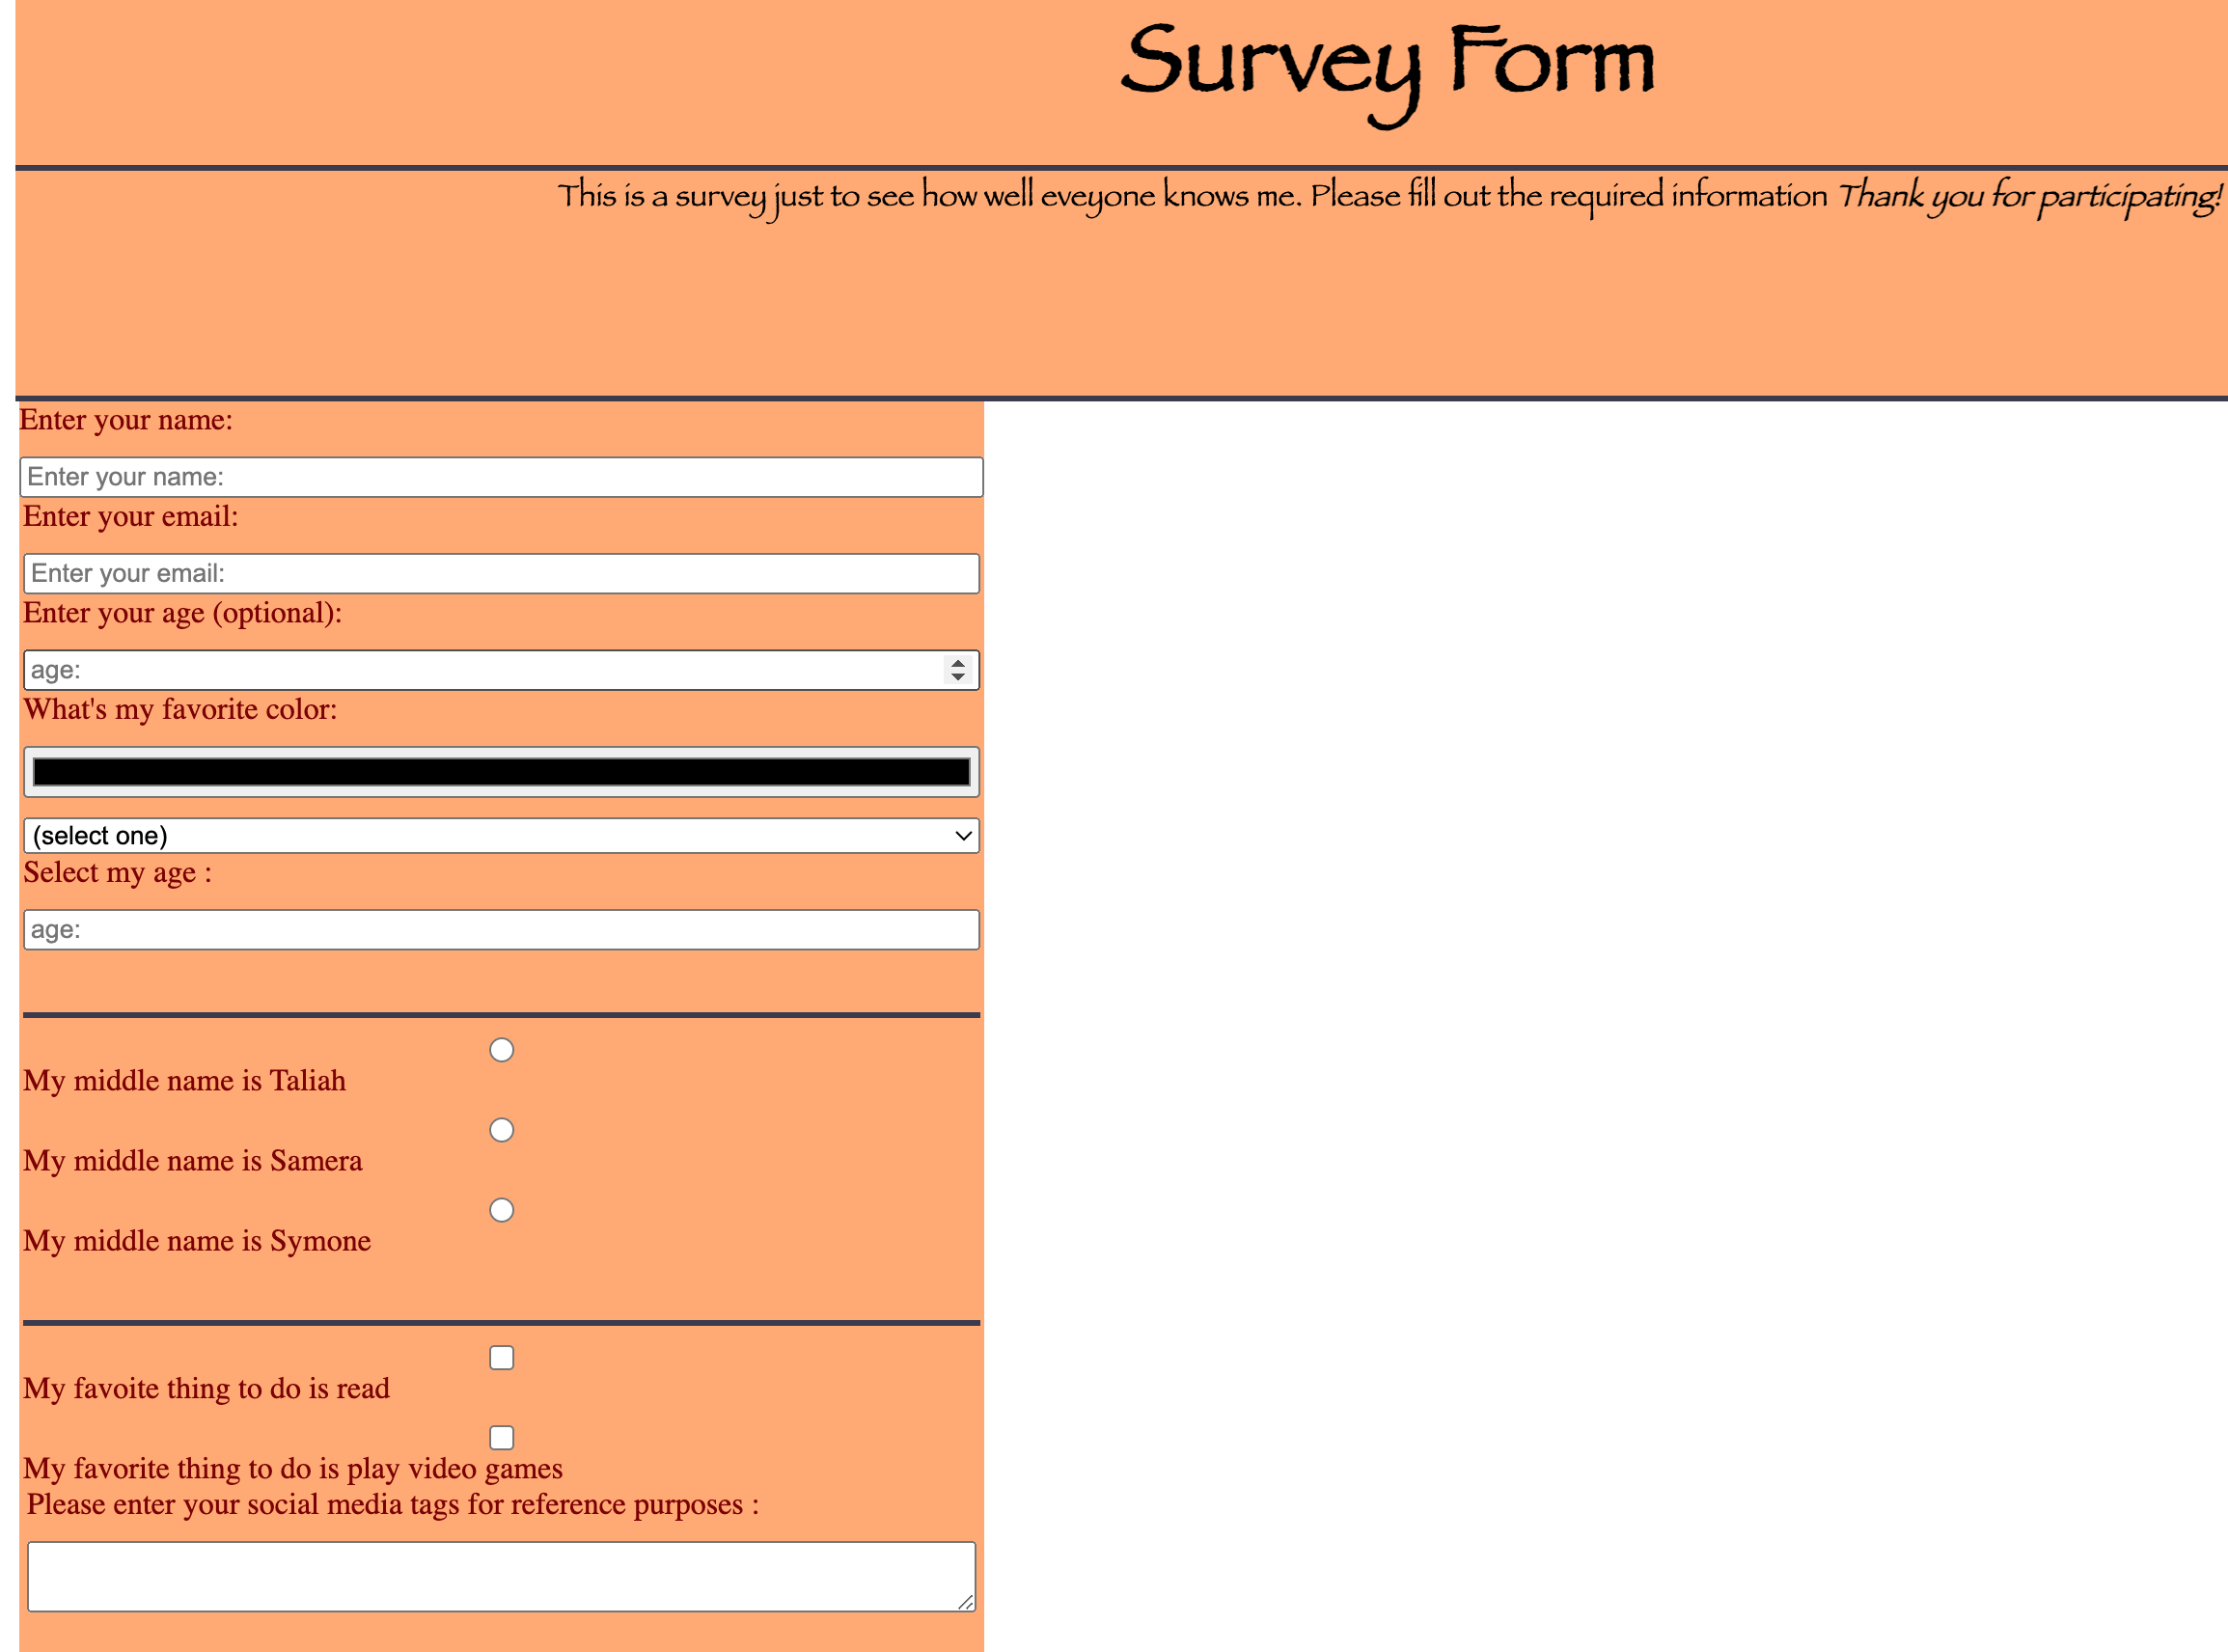 Survey Form
This is a survey just to see how well eveyone knows me. Please fill out the required information Thank you for participating!
Enter your name:
Enter your name:
Enter your email:
Enter your email:
Enter your age (optional):
age:
What's my favorite color:
(select one)
Select my age :
age:
My middle name is Taliah
My middle name is Samera
My middle name is Symone
My favoite thing to do is read
My favorite thing to do is play video games
Please enter your social media tags for reference purposes :